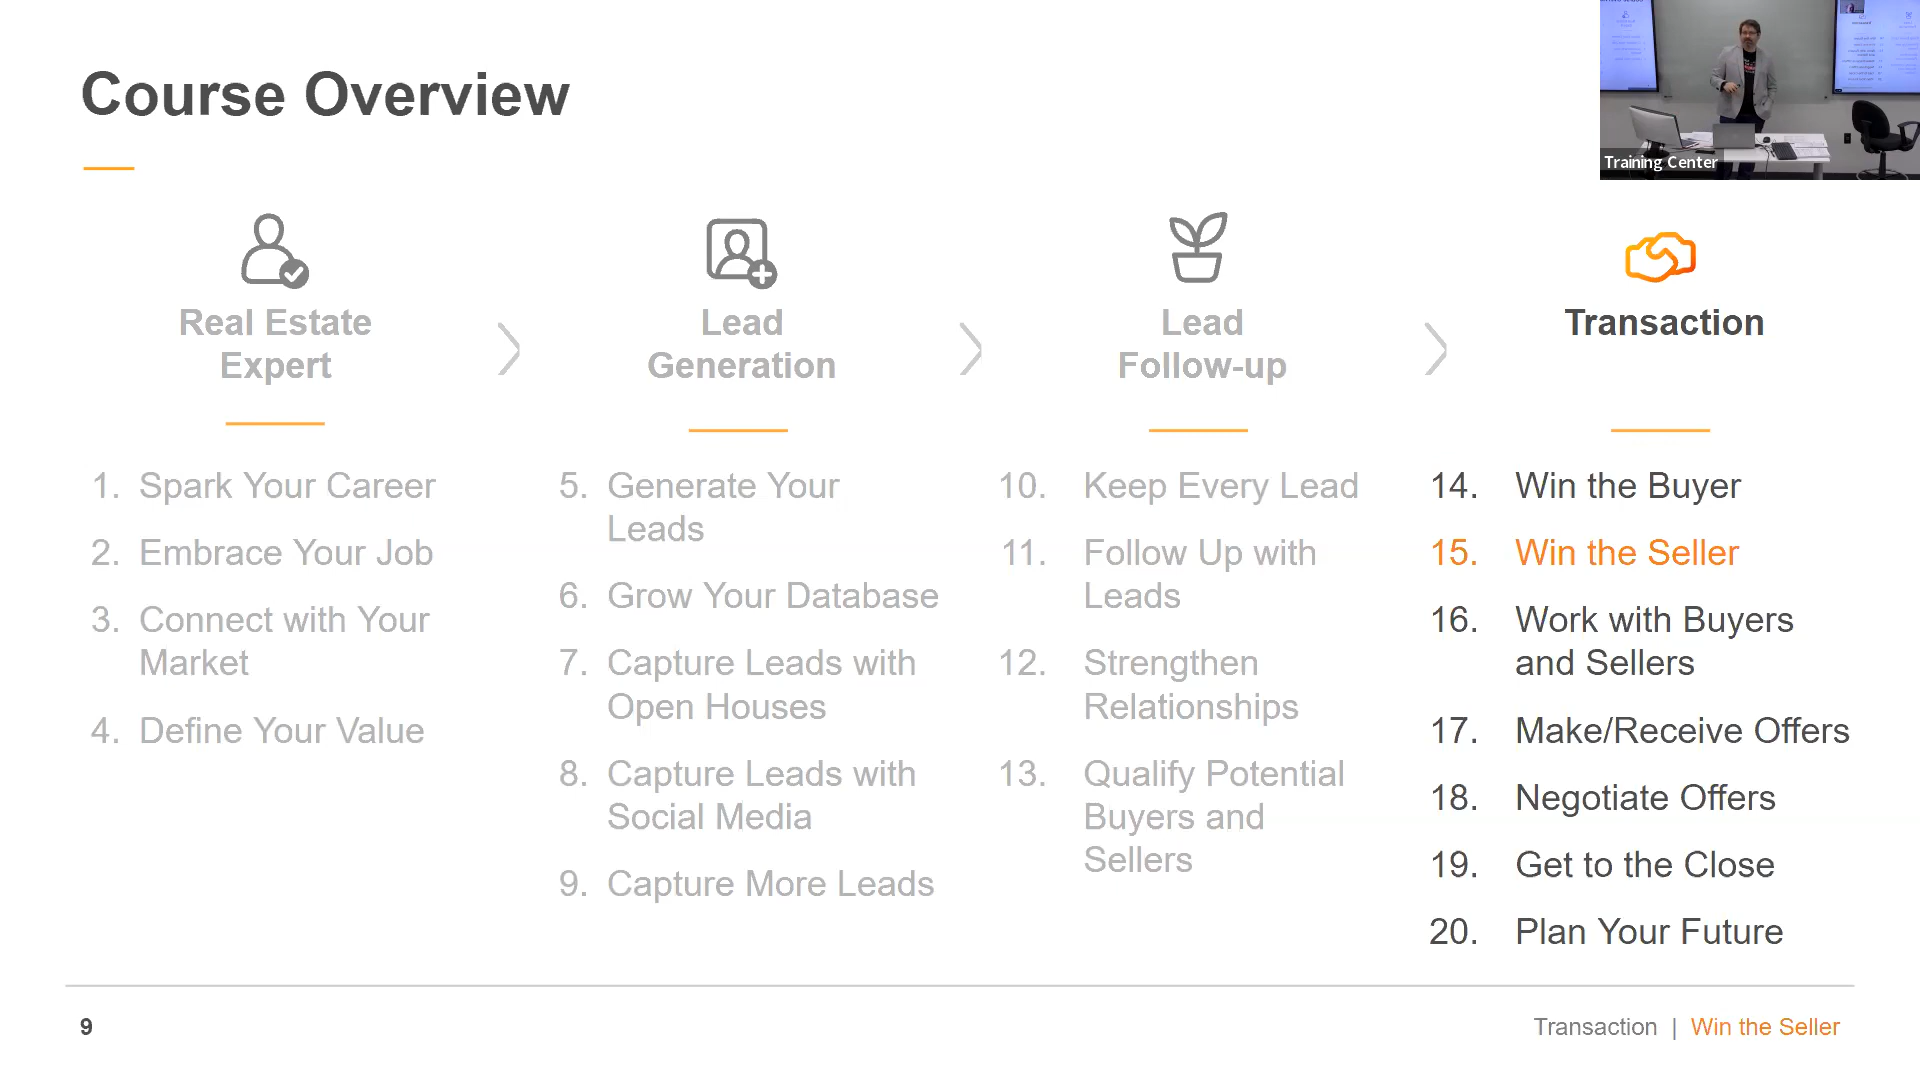 Course Overview
Training Center
Real Estate
Expert
1. Spark Your Career
2. Embrace Your Job
3. Connect with Your
Market
4. Define Your Value
Lead
Generation
5. Generate Your
Leads
6. Grow Your Database
7. Capture Leads with
Open Houses
8. Capture Leads with
Social Media
9. Capture More Leads
Lead
Follow-up
10. Keep Every Lead
11. Follow Up with
Leads
12. Strengthen
Relationships
13. Qualify Potential
Buyers and
Sellers
Transaction
14. Win the Buyer
15. Win the Seller
16. Work with Buyers
and Sellers
17. Make/Receive Offers
18. Negotiate Offers
19. Get to the Close
20. Plan Your Future
9
Transaction | Win the Seller